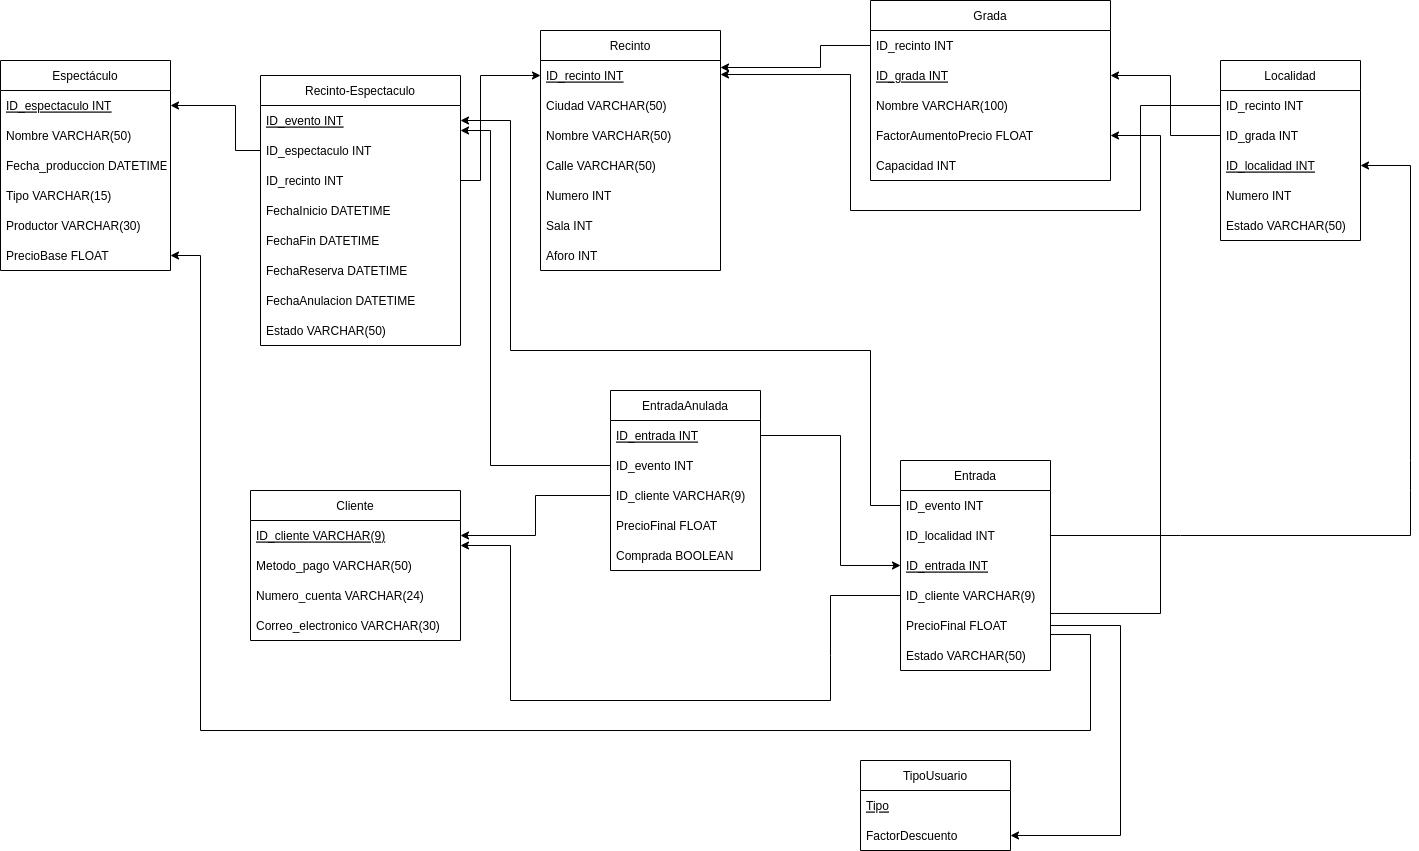 Espectáculo
ID_espectaculo INT
Nombre VARCHAR(50)
Fecha_produccion DATETIME
Tipo VARCHAR(15)
Productor VARCHAR(30)
PrecioBase FLOAT
Recinto-Espectaculo
ID_evento INT
ID_espectaculo INT
ID_recinto INT
FechaInicio DATETIME
FechaFin DATETIME
FechaReserva DATETIME
FechaAnulacion DATETIME
Estado VARCHAR(50)
Recinto
ID_recinto INT
Ciudad VARCHAR(50)
Nombre VARCHAR(50)
Calle VARCHAR(50)
Numero INT
Sala INT
Aforo INT
Grada
ID_recinto INT
ID_grada INT
Nombre VARCHAR(100)
FactorAumentoPrecio FLOAT
Capacidad INT
Localidad
ID_recinto INT
ID_grada INT
ID_localidad INT
Numero INT
Estado VARCHAR(50)
EntradaAnulada
ID_entrada INT
ID_evento INT
ID_cliente VARCHAR(9)
PrecioFinal FLOAT
Comprada BOOLEAN
Cliente
ID_cliente VARCHAR(9)
Metodo_pago VARCHAR(50)
Numero_cuenta VARCHAR(24)
Correo_electronico VARCHAR(30)
Entrada
ID_evento INT
ID_localidad INT
ID_entrada INT
ID_cliente VARCHAR(9)
PrecioFinal FLOAT
Estado VARCHAR(50)
TipoUsuario
Tipo
FactorDescuento